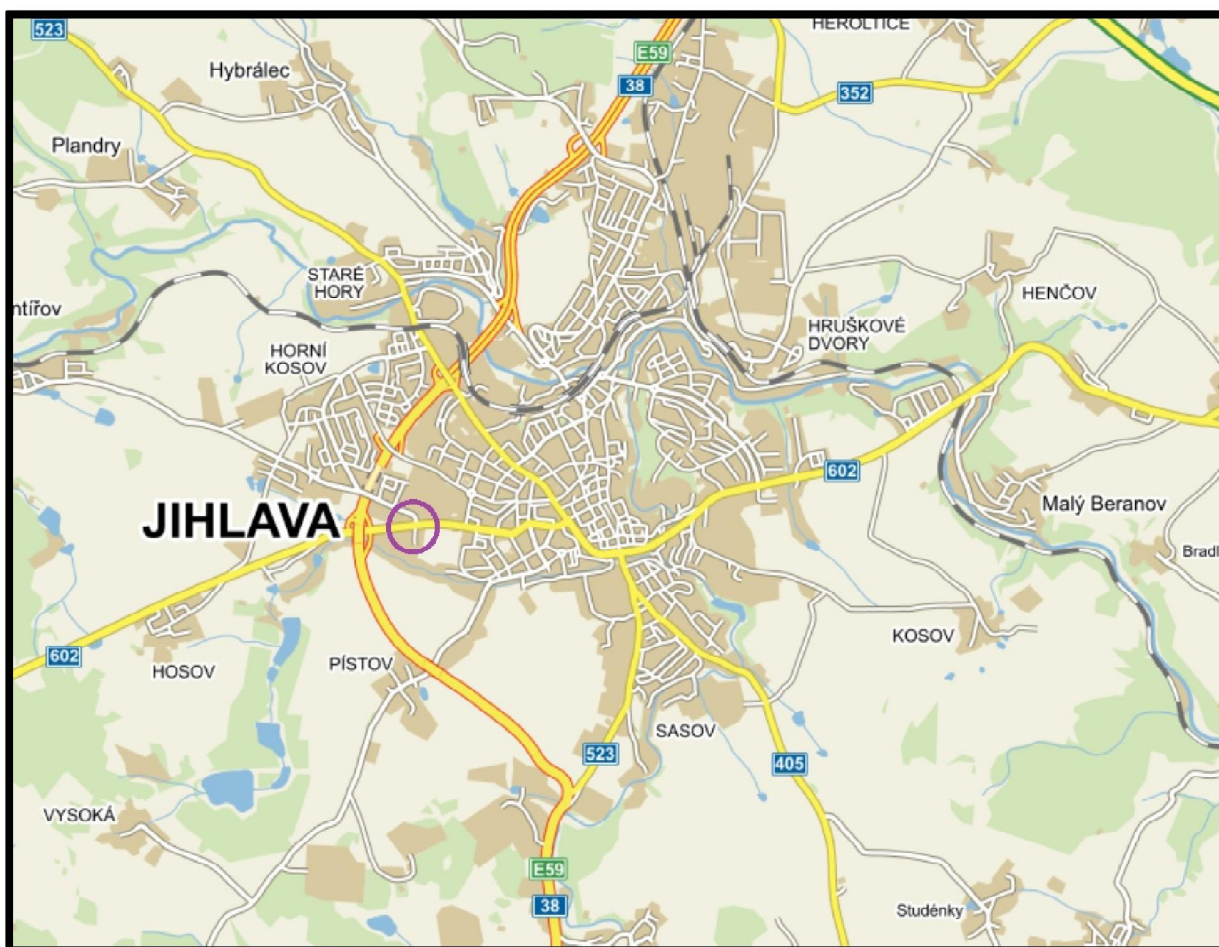 523
HEROLTICE
E59
Hybrálec
38
352
Plandry
STARÉ
HORY
HENČOV
ntířov
HRUŠKOVÉ
DVORY
HORNÍ
KOSOV
602
JIHLAVA
Malý Beranov
Bradl
KOSOV
602
HOSOV
PÍSTOV
SASOV
523
405
VYSOKÁ
E59
38
Studénky